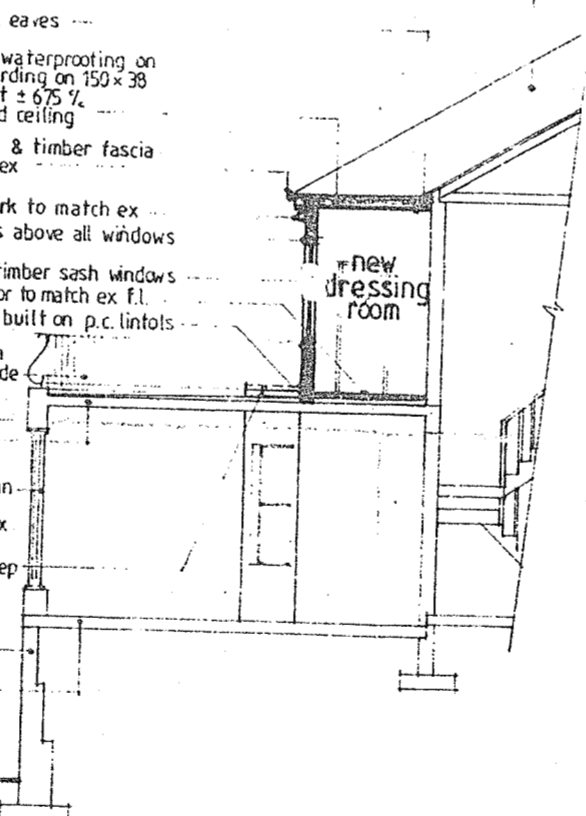 eaves
waterproofing on
rding on 150 x 38
t ± 675 %
d ceiling
& timber fascia
ex
rk to match ex
s above all windows
timber sash windows
or to match ex f.l.
built on p.c. lintols
de
x
ep
new
dressing
room